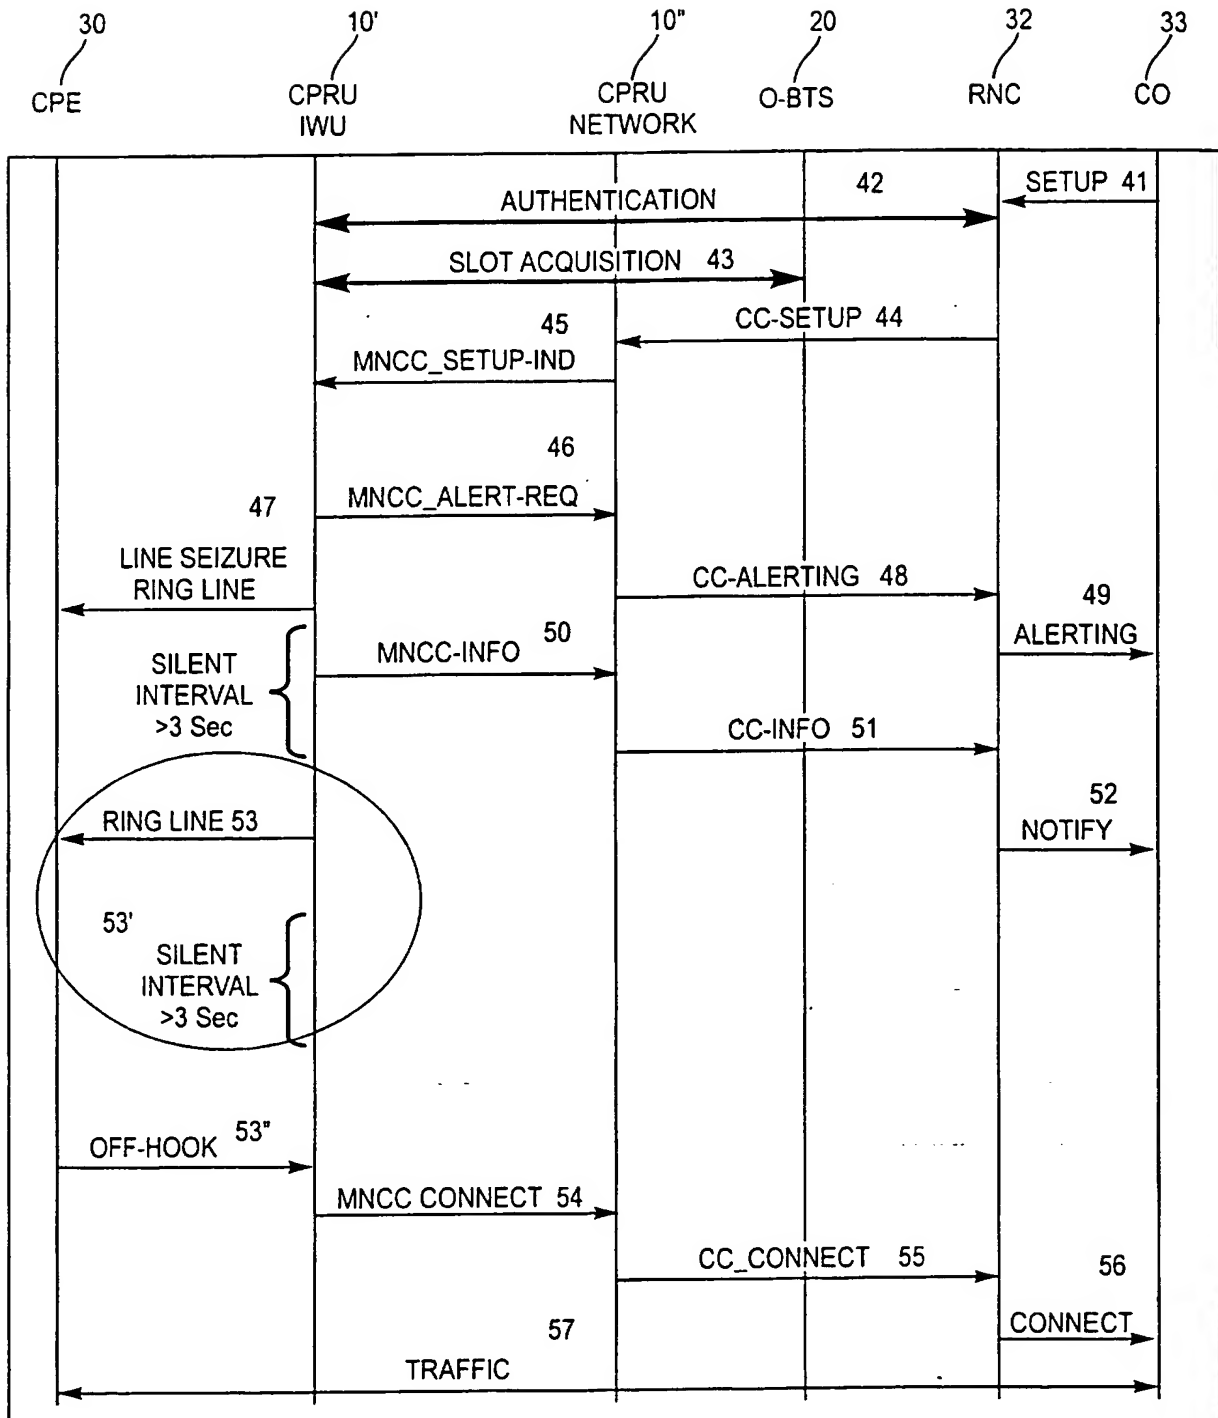 30
10'
10"
20
32
33
CPE
CPRU
IWU
CPRU
NETWORK
O-BTS
RNC
CO
SETUP 41
AUTHENTICATION
42
SLOT ACQUISITION 43
CC-SETUP 44
45
MNCC_SETUP-IND
46
MNCC_ALERT-REQ
47
LINE SEIZURE
RING LINE
CC-ALERTING 48
49
ALERTING
50
MNCC-INFO
SILENT
INTERVAL
>3 Sec
CC-INFO 51
52
NOTIFY
RING LINE 53
53'
SILENT
INTERVAL
>3 Sec
53"
OFF-HOOK
MNCC CONNECT 54
CC_CONNECT 55
56
CONNECT
57
TRAFFIC